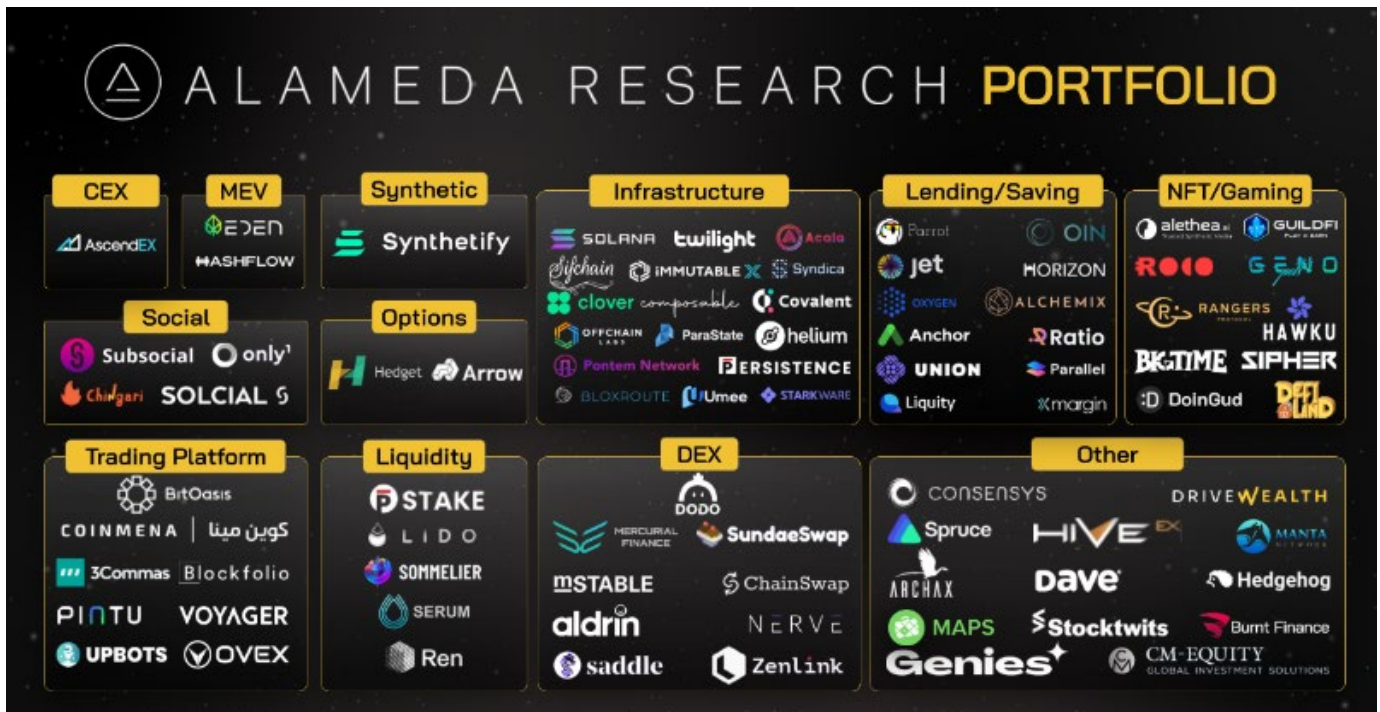 ALAMEDA RESEARCH PORTFOLIO
CEX
AscendEX
MEV
EDEN
HASHFLOW
Synthetic
Synthetify
Social
Subsocial only¹
Chingari SOLCIAL
Options
Hedget Arrow
Infrastructure
SOLANA twilight Acala
Sifchain IMMUTABLE X Syndica
clover composable Covalent
OFFCHAIN LABS ParaState helium
Pontem Network PERSISTENCE
BLOXROUTE Umee STARKWARE
Lending/Saving
Parrot OIN
jet HORIZON
OXYGEN ALCHEMIX
Anchor Ratio
UNION Parallel
Liquity Xmargin
NFT/Gaming
alethea.ai GUILDFI
ROCO GENO
RANGERS
PROTOCOL
HAWKU
BIGTIME SIPHER
:D DoinGud DEFI LAND
Trading Platform
BitOasis
COINMENA | كوين مينا
3Commas Blockfolio
PINTU VOYAGER
UPBOTS OVEX
Liquidity
PSTAKE
LIDO
SOMMELIER
SERUM
Ren
DEX
DODO
MERCURIAL FINANCE SundaeSwap
mSTABLE ChainSwap
aldrin NERVE
saddle Zenlink
Other
CONSENSYS DRIVEWEALTH
Spruce HIVE EX MANTA NETWORK
ARCHAX Dave Hedgehog
MAPS Stocktwits Burnt Finance
Genies CM-EQUITY
GLOBAL INVESTMENT SOLUTIONS